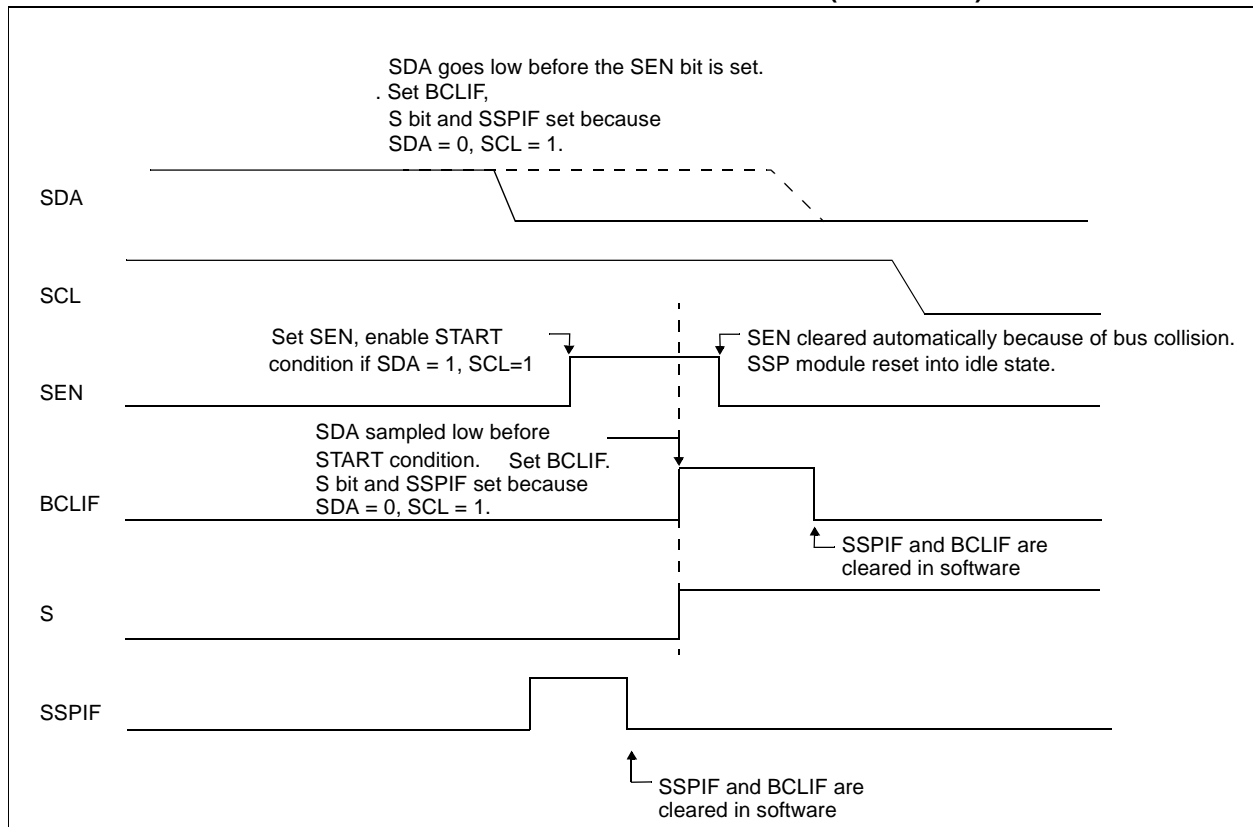 SDA goes low before the SEN bit is set.
. Set BCLIF,
S bit and SSPIF set because
SDA = 0, SCL = 1.
SDA
SCL
Set SEN, enable START
condition if SDA = 1, SCL=1
SEN cleared automatically because of bus collision.
SSP module reset into idle state.
SEN
SDA sampled low before
START condition. Set BCLIF.
S bit and SSPIF set because
SDA = 0, SCL = 1.
BCLIF
SSPIF and BCLIF are
cleared in software
S
SSPIF
SSPIF and BCLIF are
cleared in software